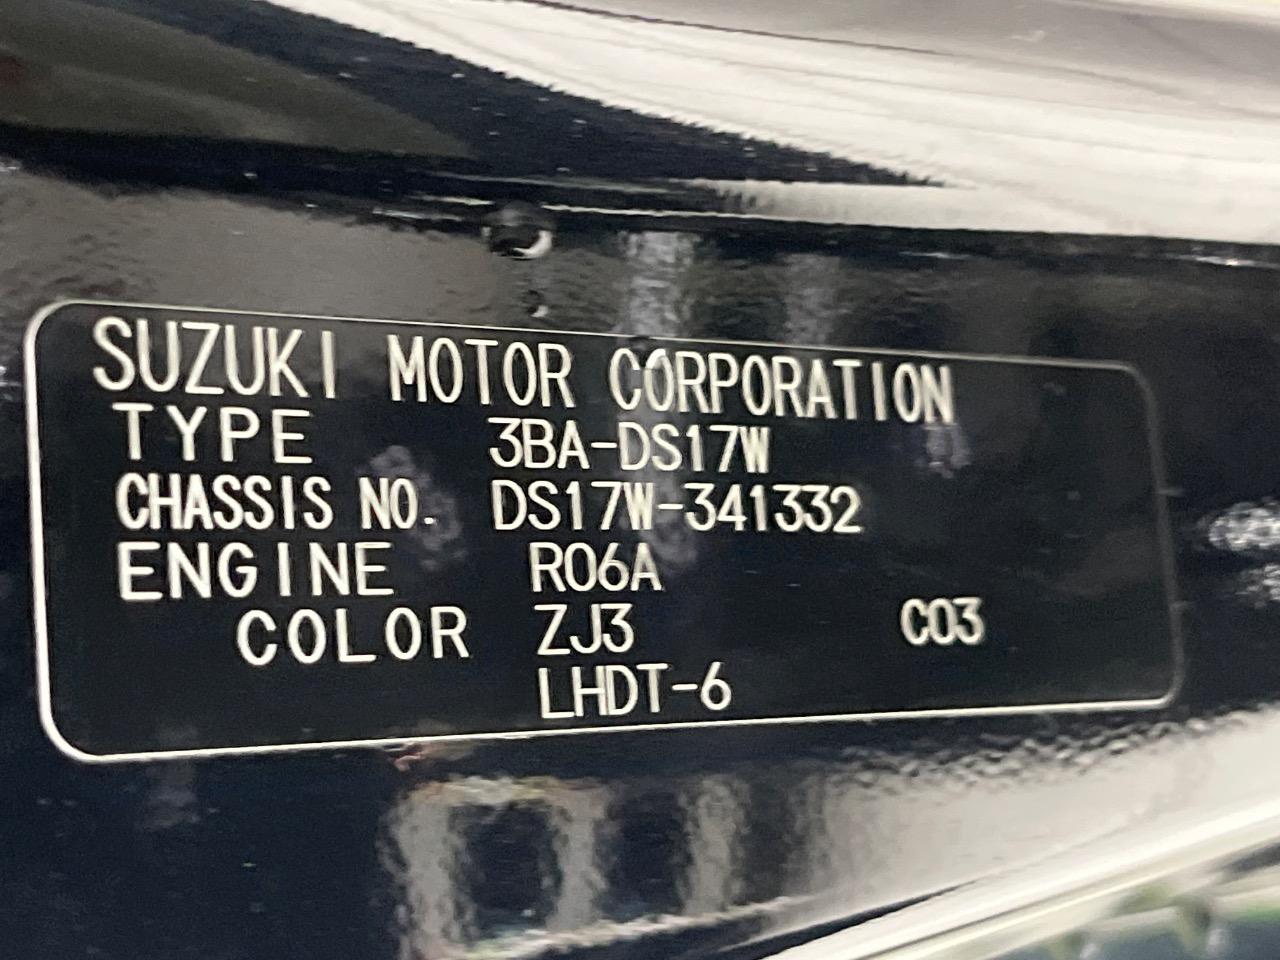 SUZUKI MOTOR CORPORATION
TYPE 3BA-DS17W
CHASSIS NO. DS17W-341332
ENGINE R06A
COLOR ZJ3 C03
LHDT-6